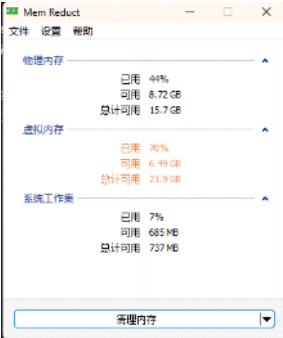 Mem Reduct
文件 设置 帮助
物理内存
已用 44%
可用 8.72 GB
总计可用 15.7 GB
虚拟内存
已用 70%
可用 6.49 GB
总计可用 21.9 GB
系统工作集
已用 7%
可用 685 MB
总计可用 737 MB
清理内存